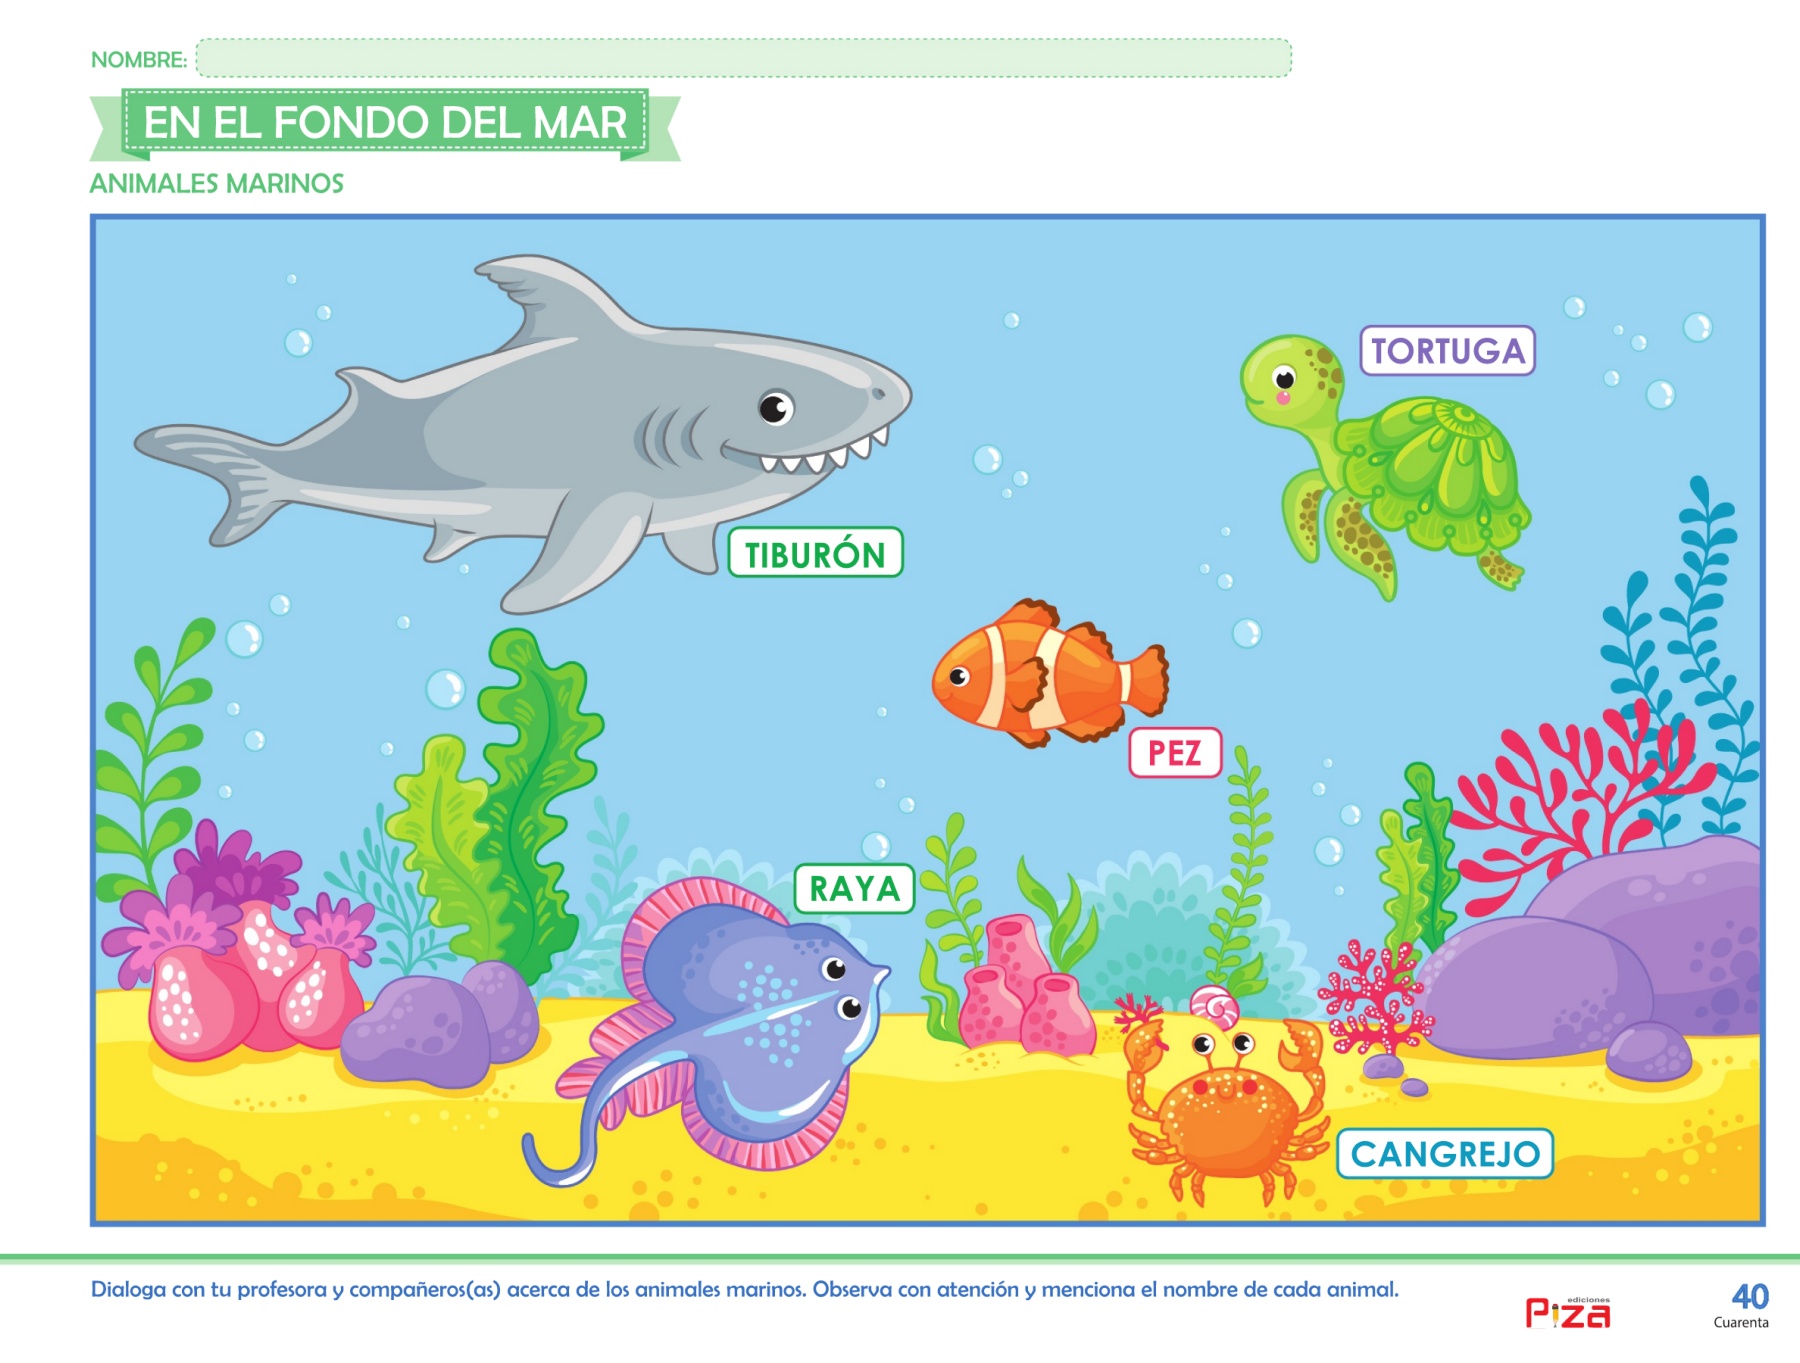 NOMBRE:
EN EL FONDO DEL MAR
ANIMALES MARINOS
TORTUGA
TIBURÓN
PEZ
RAYA
CANGREJO
Dialoga con tu profesora y compañeros(as) acerca de los animales marinos. Observa con atención y menciona el nombre de cada animal.
ediciones
Piza
40
Cuarenta